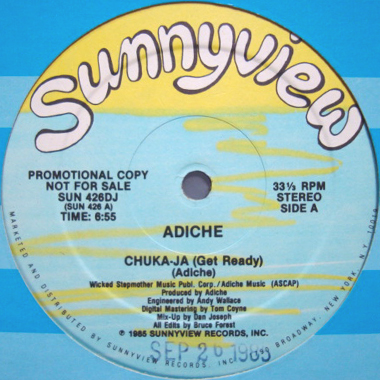 Sunnyview
PROMOTIONAL COPY
NOT FOR SALE
SUN 426DJ
(SUN 426 A)
TIME: 6:55
33⅓ RPM
STEREO
SIDE A
ADICHE
CHUKA-JA (Get Ready)
(Adiche)
Wicked Stepmother Music Publ. Corp./Adiche Music (ASCAP)
Produced by Adiche
Engineered by Andy Wallace
Digital Mastering by Tom Coyne
Mix-Up by Dan Joseph
All Edits by Bruce Forest
© 1985 SUNNYVIEW RECORDS, INC.
MARKETED AND DISTRIBUTED BY SUNNYVIEW RECORDS, INC. BROADWAY, NEW YORK, N.Y. 10019
SEP 26 1985